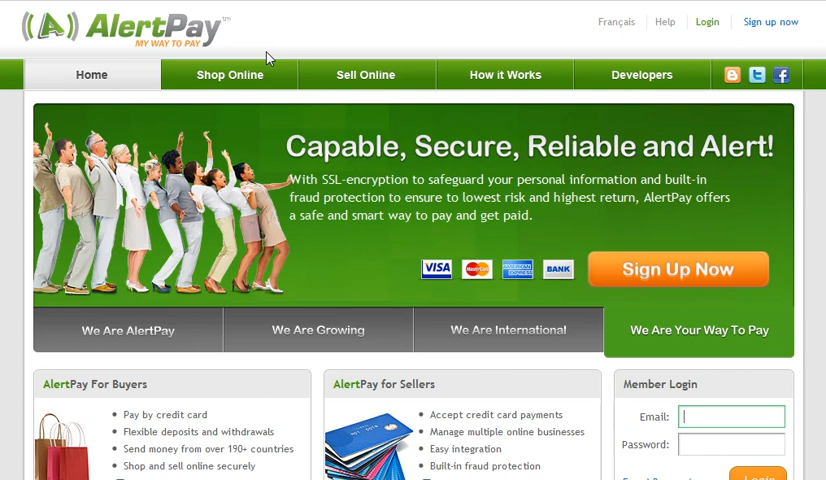 AlertPay™
MY WAY TO PAY
Français
Help
Login
Sign up now
Home
Shop Online
Sell Online
How it Works
Developers
Capable, Secure, Reliable and Alert!
With SSL-encryption to safeguard your personal information and built-in
fraud protection to ensure to lowest risk and highest return, AlertPay offers
a safe and smart way to pay and get paid.
VISA
MasterCard
AMERICAN EXPRESS
BANK
Sign Up Now
We Are AlertPay
We Are Growing
We Are International
We Are Your Way To Pay
AlertPay For Buyers
Pay by credit card
Flexible deposits and withdrawals
Send money from over 190+ countries
Shop and sell online securely
AlertPay for Sellers
Accept credit card payments
Manage multiple online businesses
Easy integration
Built-in fraud protection
Member Login
Email:
Password:
Login